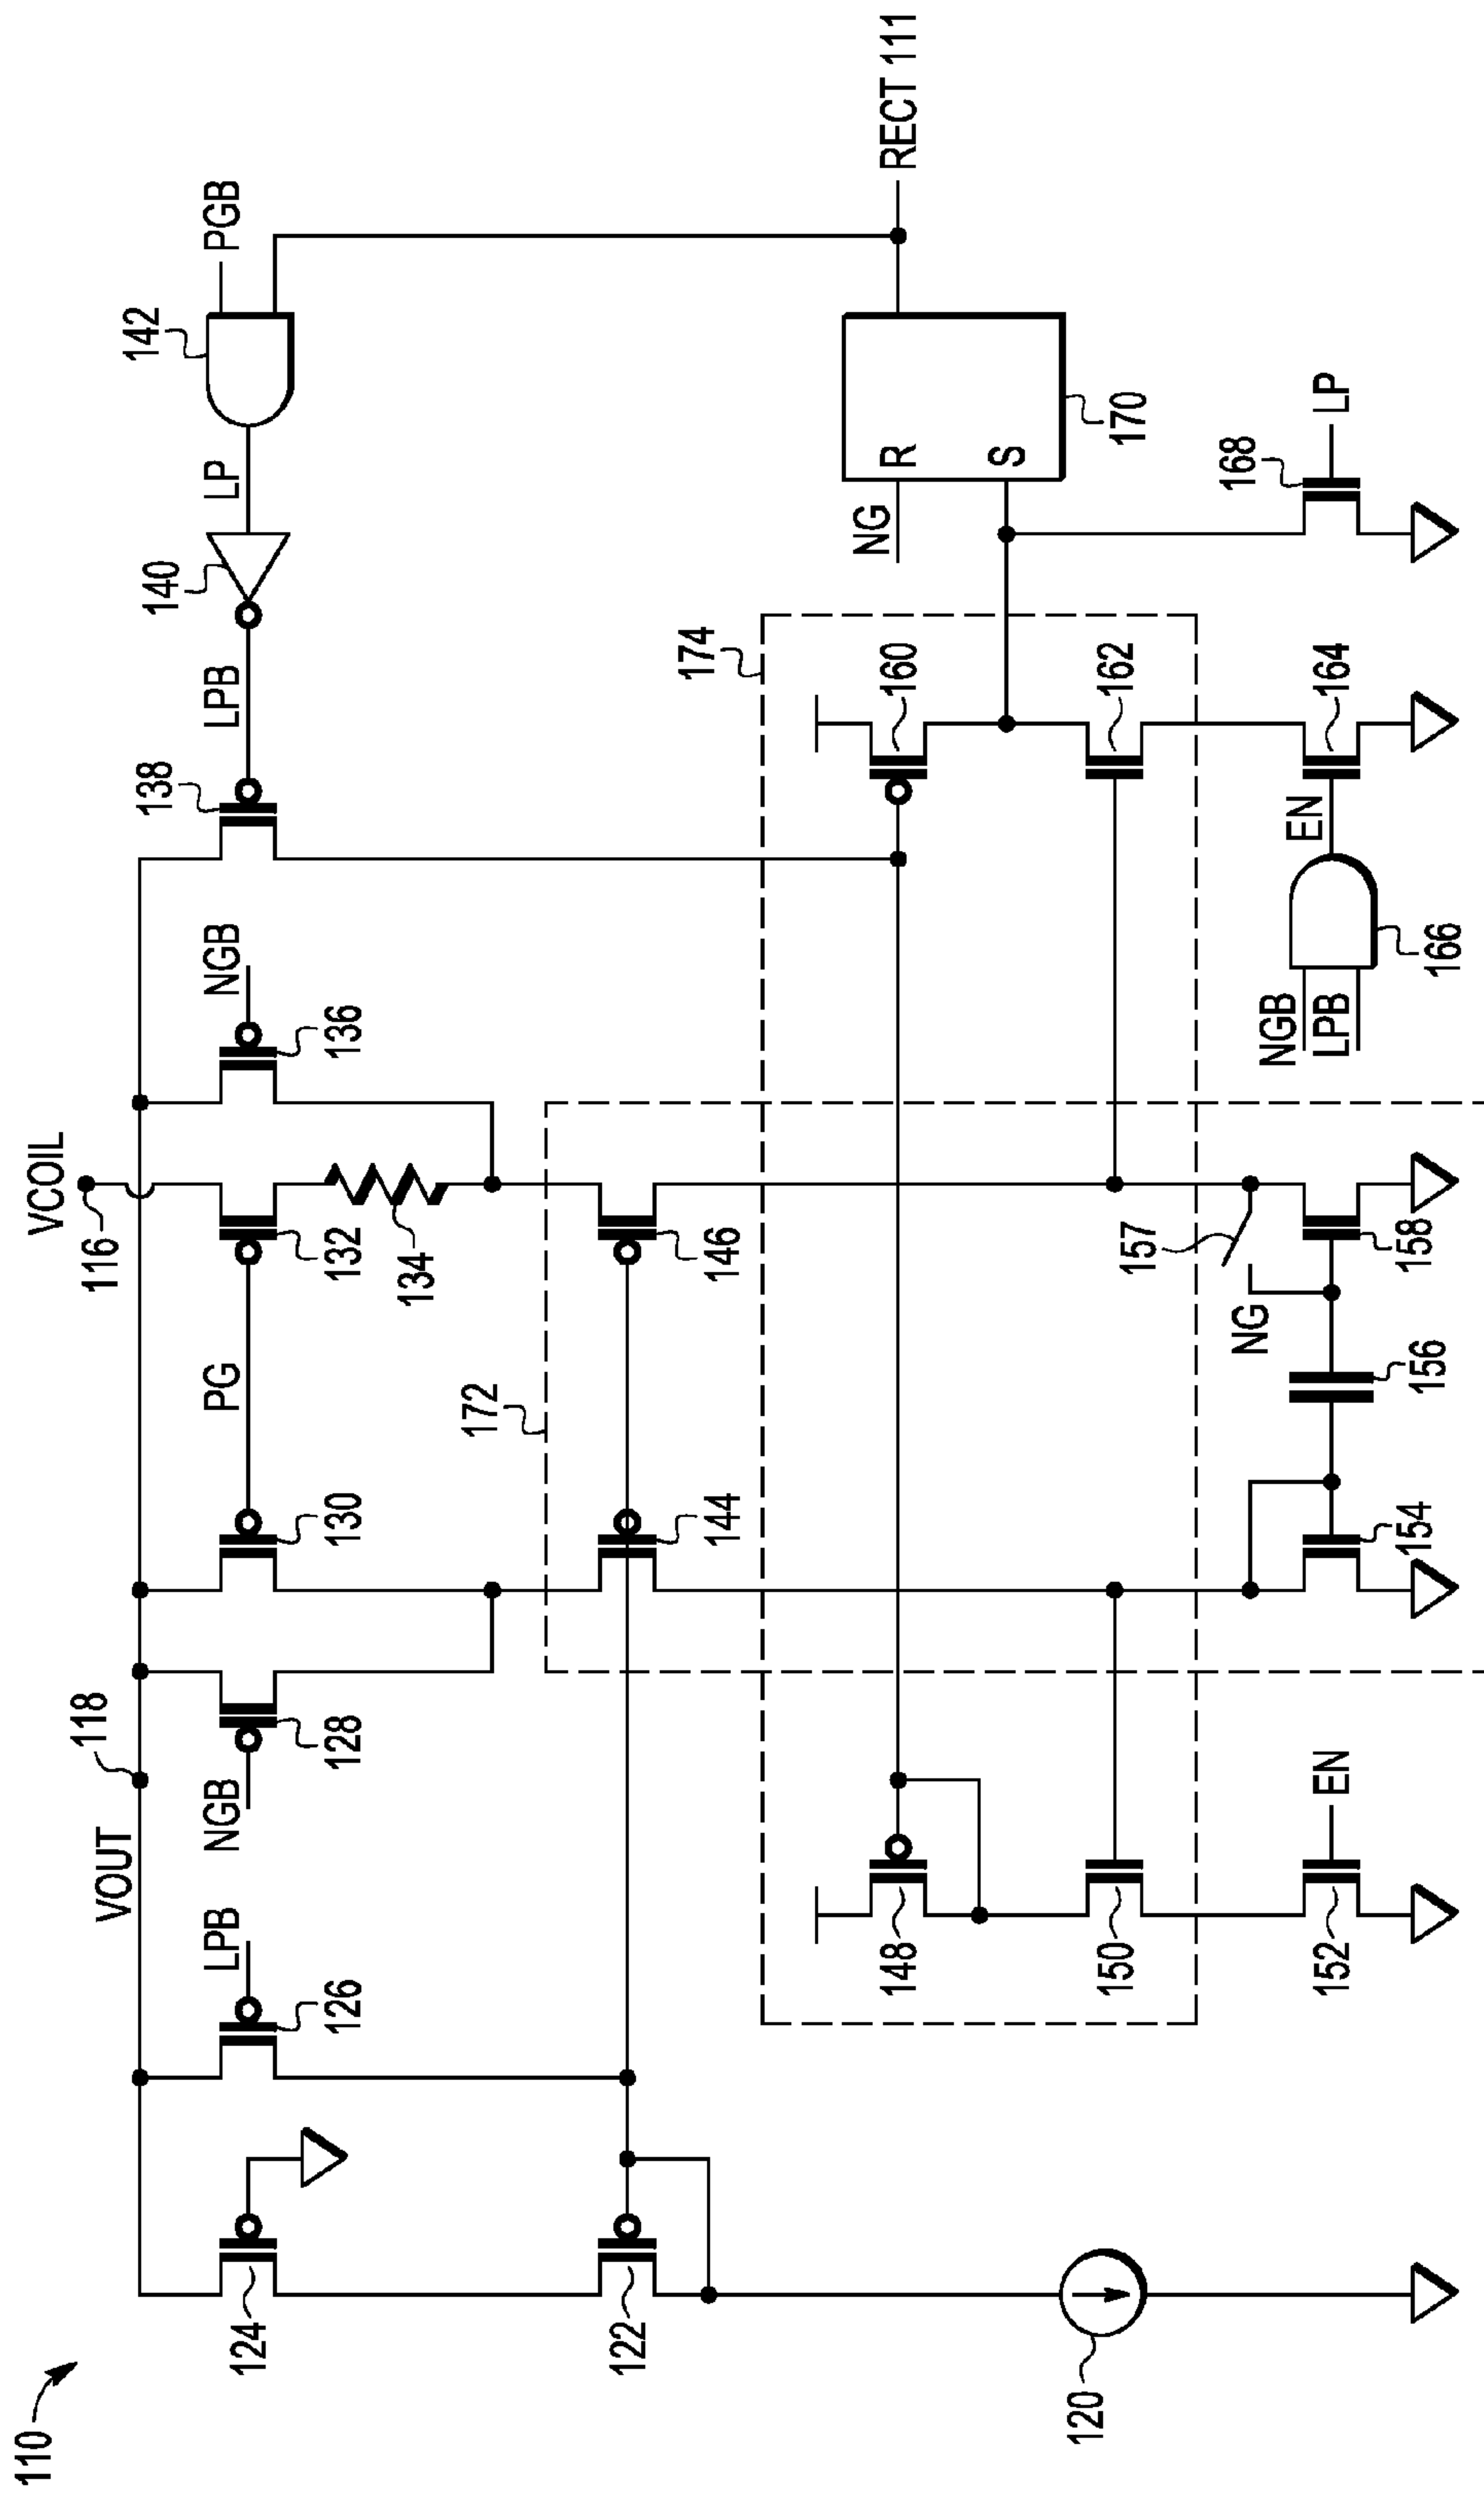 110
VCOIL
116
VOUT
118
124
LPB
126
NGB
128
130
PG
132
134
NGB
136
138
LPB
140
LP
142
PGB
122
172
144
146
174
148
150
160
162
NG
R
S
170
RECT 111
120
EN
152
154
156
NG
157
158
NGB
LPB
166
EN
164
168
LP